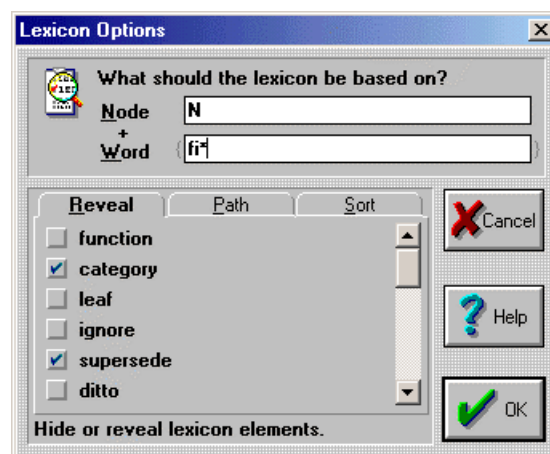 Lexicon Options
What should the lexicon be based on?
Node N
+
Word {fi*}
Reveal Path Sort
function
category
leaf
ignore
supersede
ditto
Hide or reveal lexicon elements.
Cancel
Help
OK